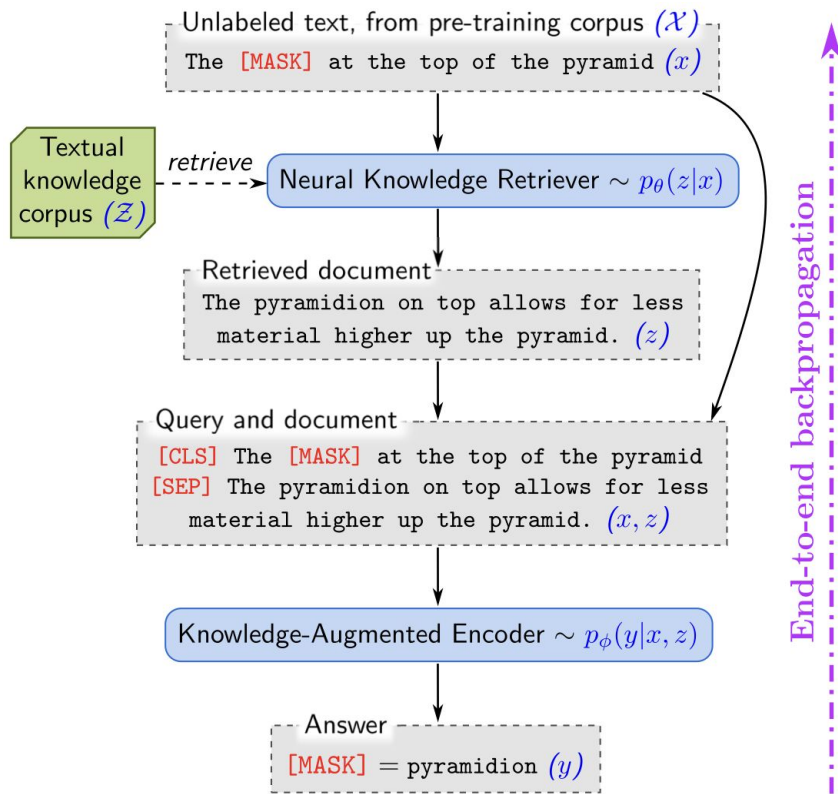 Unlabeled text, from pre-training corpus (𝒳)
The [MASK] at the top of the pyramid (x)
Textual
knowledge
corpus (𝒵)
retrieve
Neural Knowledge Retriever ∼ pθ(z|x)
Retrieved document
The pyramidion on top allows for less
material higher up the pyramid. (z)
Query and document
[CLS] The [MASK] at the top of the pyramid
[SEP] The pyramidion on top allows for less
material higher up the pyramid. (x, z)
Knowledge-Augmented Encoder ∼ pϕ(y|x, z)
Answer
[MASK] = pyramidion (y)
End-to-end backpropagation